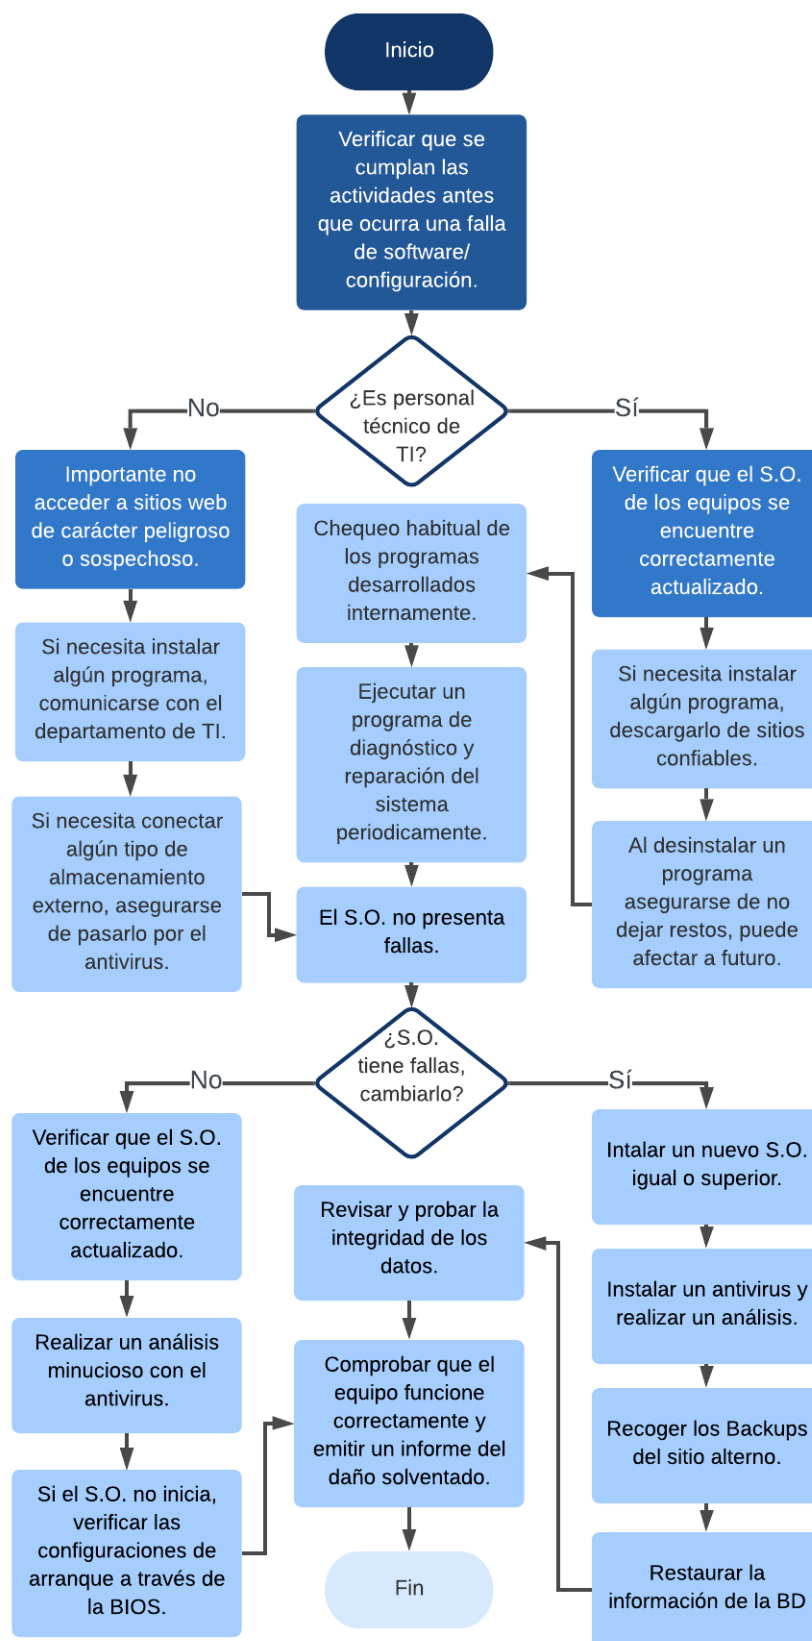 Inicio
Verificar que se
cumplan las
actividades antes
que ocurra una falla
de software/
configuración.
¿Es personal
técnico de
TI?
No
Sí
Importante no
acceder a sitios web
de carácter peligroso
o sospechoso.
Si necesita instalar
algún programa,
comunicarse con el
departamento de TI.
Si necesita conectar
algún tipo de
almacenamiento
externo, asegurarse
de pasarlo por el
antivirus.
Verificar que el S.O.
de los equipos se
encuentre
correctamente
actualizado.
Si necesita instalar
algún programa,
descargarlo de sitios
confiables.
Al desinstalar un
programa
asegurarse de no
dejar restos, puede
afectar a futuro.
Chequeo habitual de
los programas
desarrollados
internamente.
Ejecutar un
programa de
diagnóstico y
reparación del
sistema
periodicamente.
El S.O. no presenta
fallas.
¿S.O.
tiene fallas,
cambiarlo?
No
Sí
Verificar que el S.O.
de los equipos se
encuentre
correctamente
actualizado.
Realizar un análisis
minucioso con el
antivirus.
Si el S.O. no inicia,
verificar las
configuraciones de
arranque a través de
la BIOS.
Intalar un nuevo S.O.
igual o superior.
Instalar un antivirus y
realizar un análisis.
Recoger los Backups
del sitio alterno.
Restaurar la
información de la BD
Revisar y probar la
integridad de los
datos.
Comprobar que el
equipo funcione
correctamente y
emitir un informe del
daño solventado.
Fin